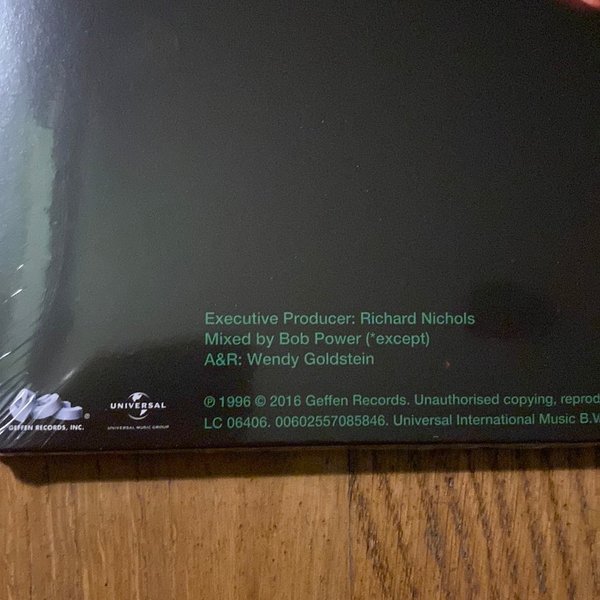 Executive Producer: Richard Nichols
Mixed by Bob Power (*except)
A&R: Wendy Goldstein
℗ 1996 © 2016 Geffen Records. Unauthorised copying, reprod
LC 06406. 00602557085846. Universal International Music B.V
GEFFEN RECORDS, INC.
®
UNIVERSAL
UNIVERSAL MUSIC GROUP